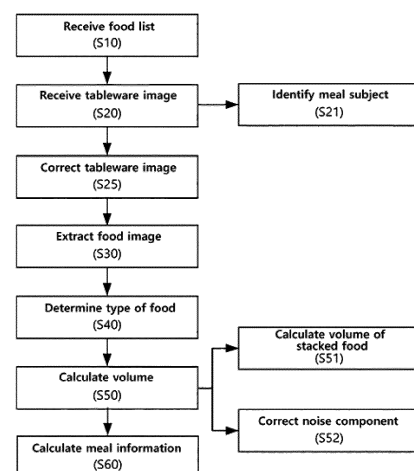 Receive food list
(S10)
Receive tableware image
(S20)
Identify meal subject
(S21)
Correct tableware image
(S25)
Extract food image
(S30)
Determine type of food
(S40)
Calculate volume
(S50)
Calculate volume of
stacked food
(S51)
Correct noise component
(S52)
Calculate meal information
(S60)